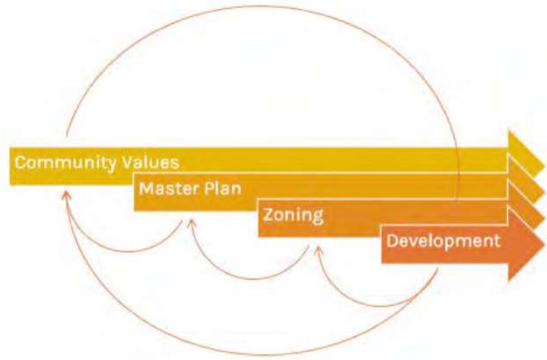 Community Values
Master Plan
Zoning
Development